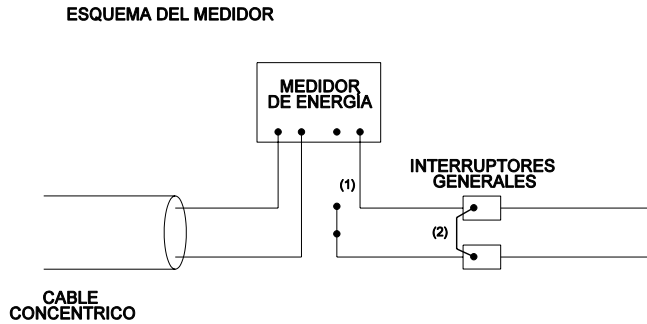 ESQUEMA DEL MEDIDOR
MEDIDOR
DE ENERGÍA
(1)
INTERRUPTORES
GENERALES
(2)
CABLE
CONCENTRICO